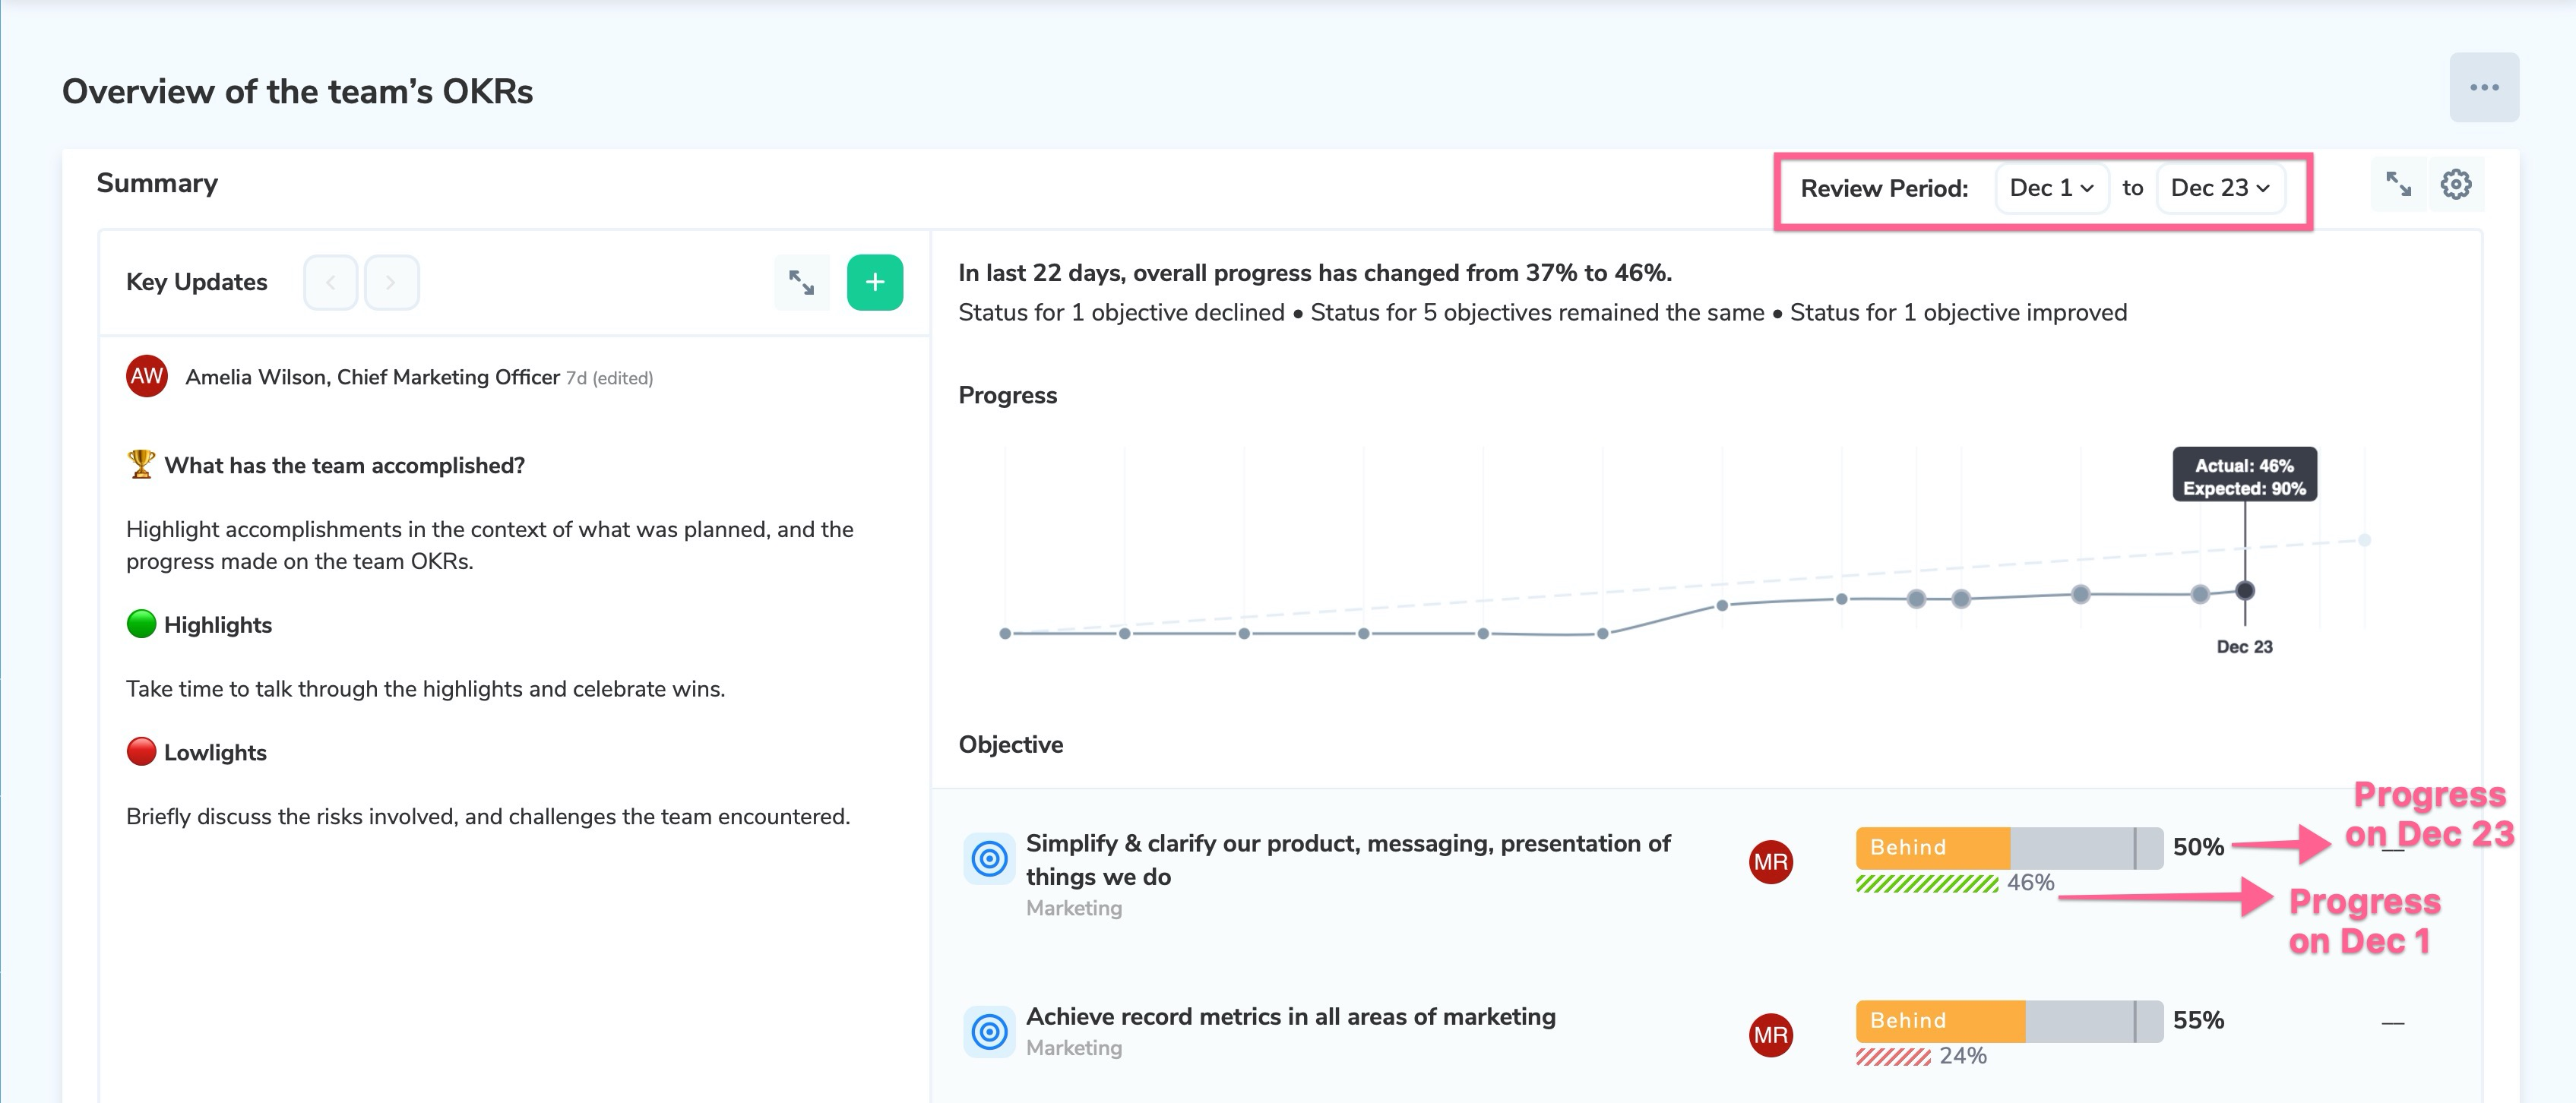 Overview of the team’s OKRs
Summary
Review Period: Dec 1 to Dec 23
Key Updates
In last 22 days, overall progress has changed from 37% to 46%.
Status for 1 objective declined • Status for 5 objectives remained the same • Status for 1 objective improved
AW Amelia Wilson, Chief Marketing Officer 7d (edited)
🏆 What has the team accomplished?
Highlight accomplishments in the context of what was planned, and the
progress made on the team OKRs.
Highlights
Take time to talk through the highlights and celebrate wins.
Lowlights
Briefly discuss the risks involved, and challenges the team encountered.
Progress
Actual: 46%
Expected: 90%
Dec 23
Objective
Simplify & clarify our product, messaging, presentation of
things we do
Marketing
MR
Behind 50%
46%
Progress
on Dec 23
Progress
on Dec 1
Achieve record metrics in all areas of marketing
Marketing
MR
Behind 55% —
24%